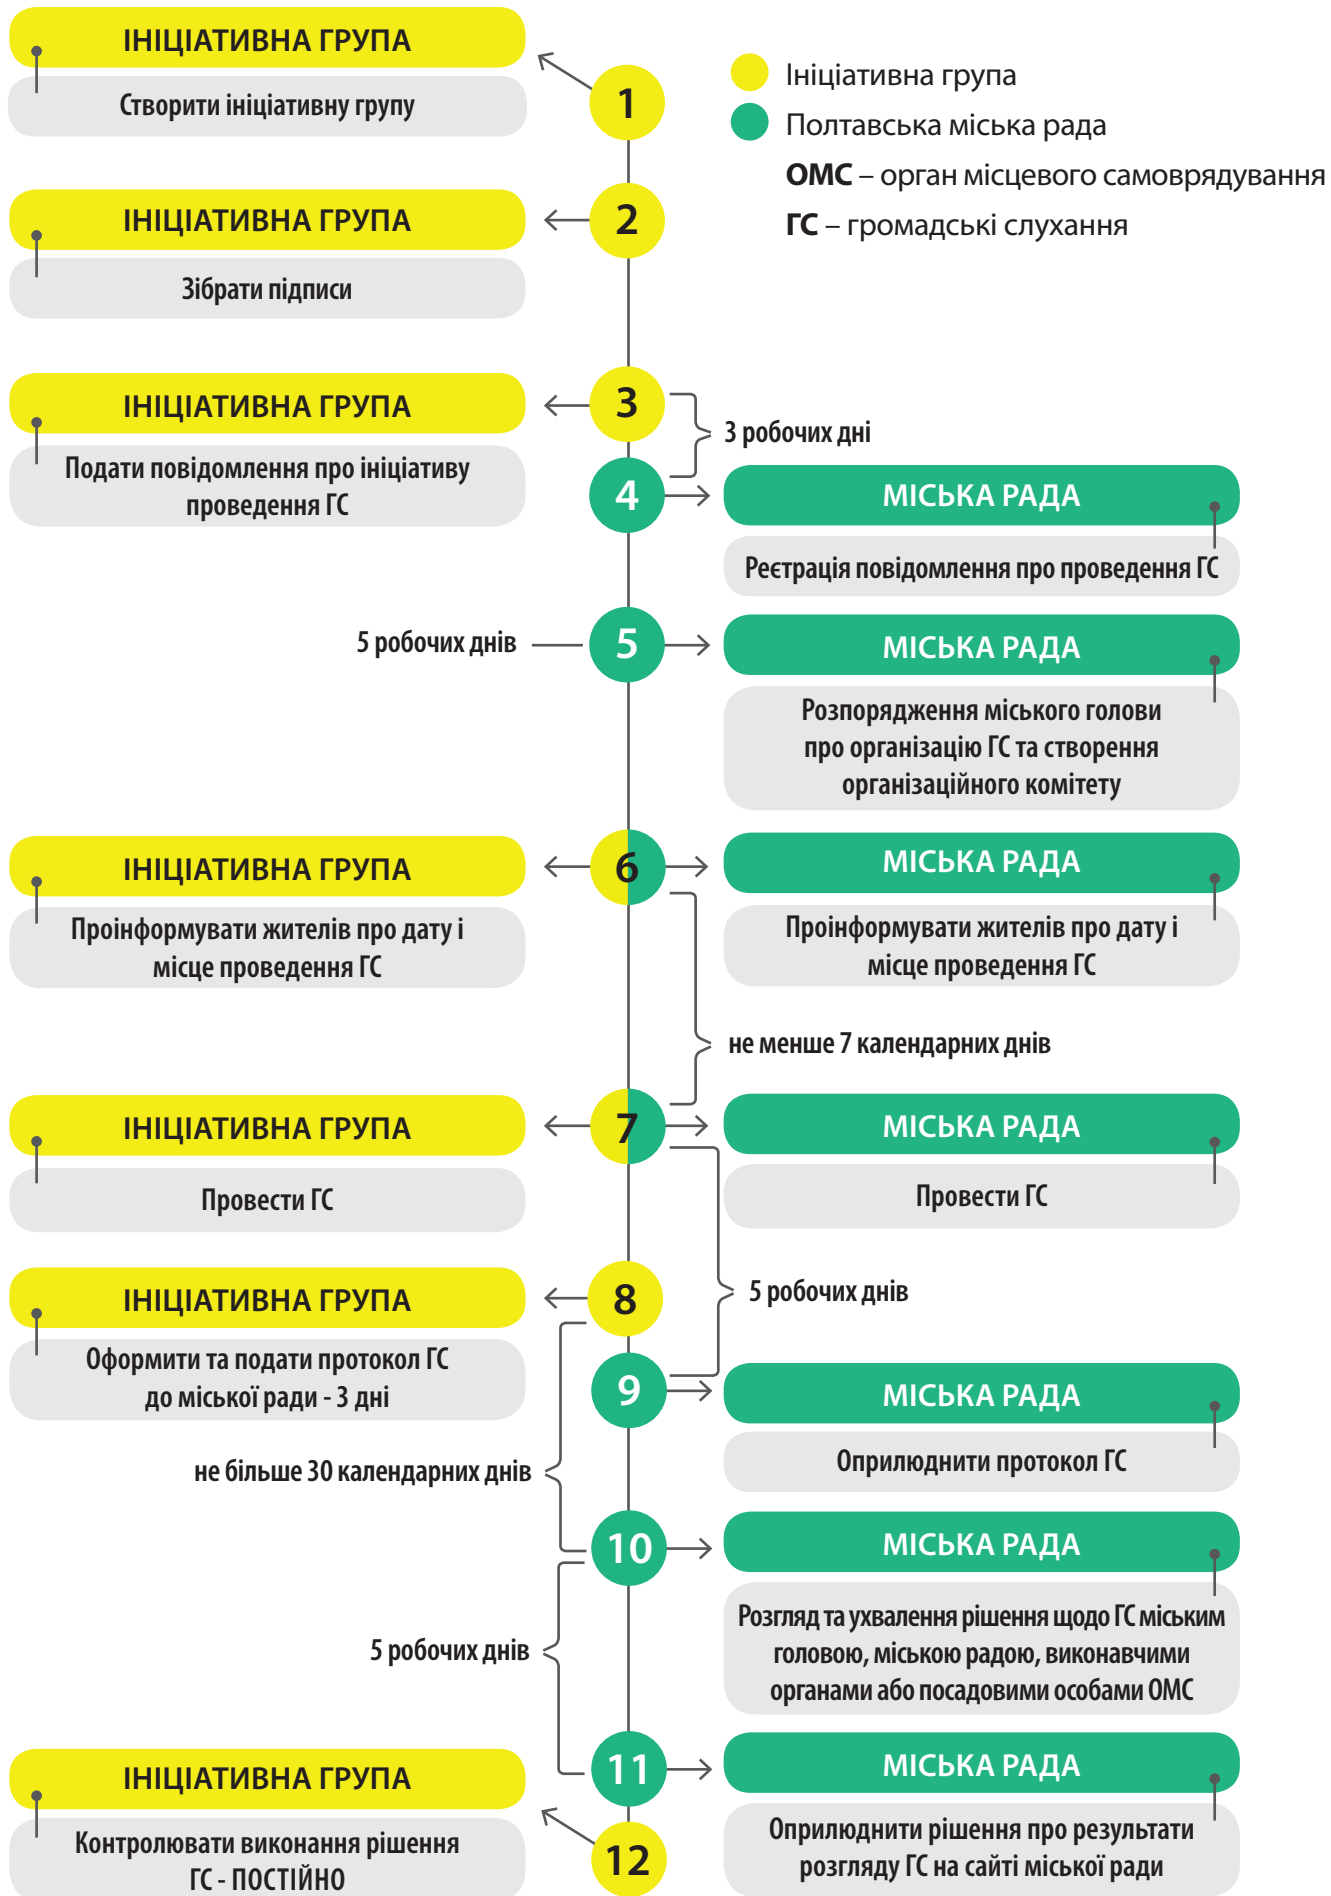 ІНІЦІАТИВНА ГРУПА
Створити ініціативну групу
1
Ініціативна група
Полтавська міська рада
ОМС – орган місцевого самоврядування
ГС – громадські слухання
ІНІЦІАТИВНА ГРУПА
Зібрати підписи
2
ІНІЦІАТИВНА ГРУПА
Подати повідомлення про ініціативу
проведення ГС
3
3 робочих дні
4
МІСЬКА РАДА
Реєстрація повідомлення про проведення ГС
5 робочих днів
5
МІСЬКА РАДА
Розпорядження міського голови
про організацію ГС та створення
організаційного комітету
ІНІЦІАТИВНА ГРУПА
Проінформувати жителів про дату і
місце проведення ГС
6
МІСЬКА РАДА
Проінформувати жителів про дату і
місце проведення ГС
не менше 7 календарних днів
ІНІЦІАТИВНА ГРУПА
Провести ГС
7
МІСЬКА РАДА
Провести ГС
5 робочих днів
ІНІЦІАТИВНА ГРУПА
Оформити та подати протокол ГС
до міської ради - 3 дні
8
9
МІСЬКА РАДА
Оприлюднити протокол ГС
не більше 30 календарних днів
10
МІСЬКА РАДА
Розгляд та ухвалення рішення щодо ГС міським
головою, міською радою, виконавчими
органами або посадовими особами ОМС
5 робочих днів
11
МІСЬКА РАДА
Оприлюднити рішення про результати
розгляду ГС на сайті міської ради
ІНІЦІАТИВНА ГРУПА
Контролювати виконання рішення
ГС - ПОСТІЙНО
12